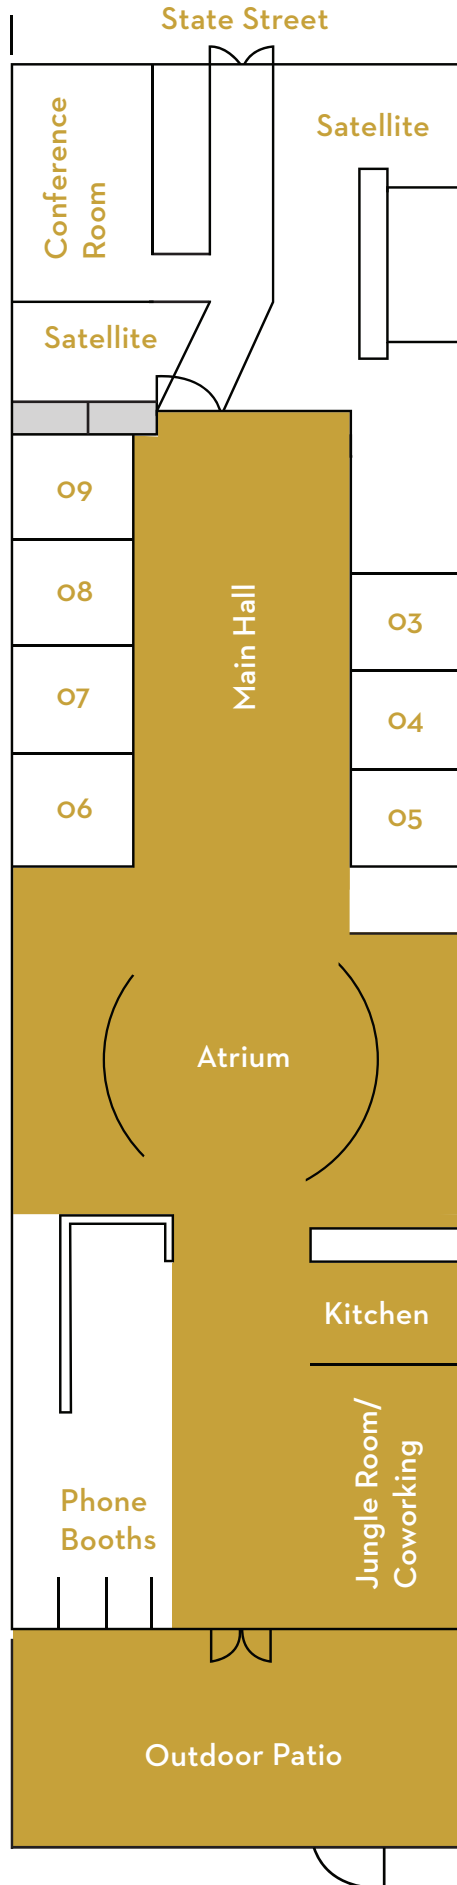 State Street
Conference
Room
Satellite
Satellite
09
08
07
06
03
04
05
Main Hall
Atrium
Kitchen
Jungle Room/
Coworking
Phone
Booths
Outdoor Patio